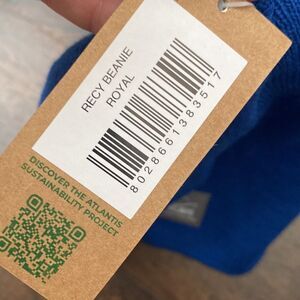 RECY BEANIE
ROYAL
8028661383517
DISCOVER THE ATLANTIS
SUSTAINABILITY PROJECT